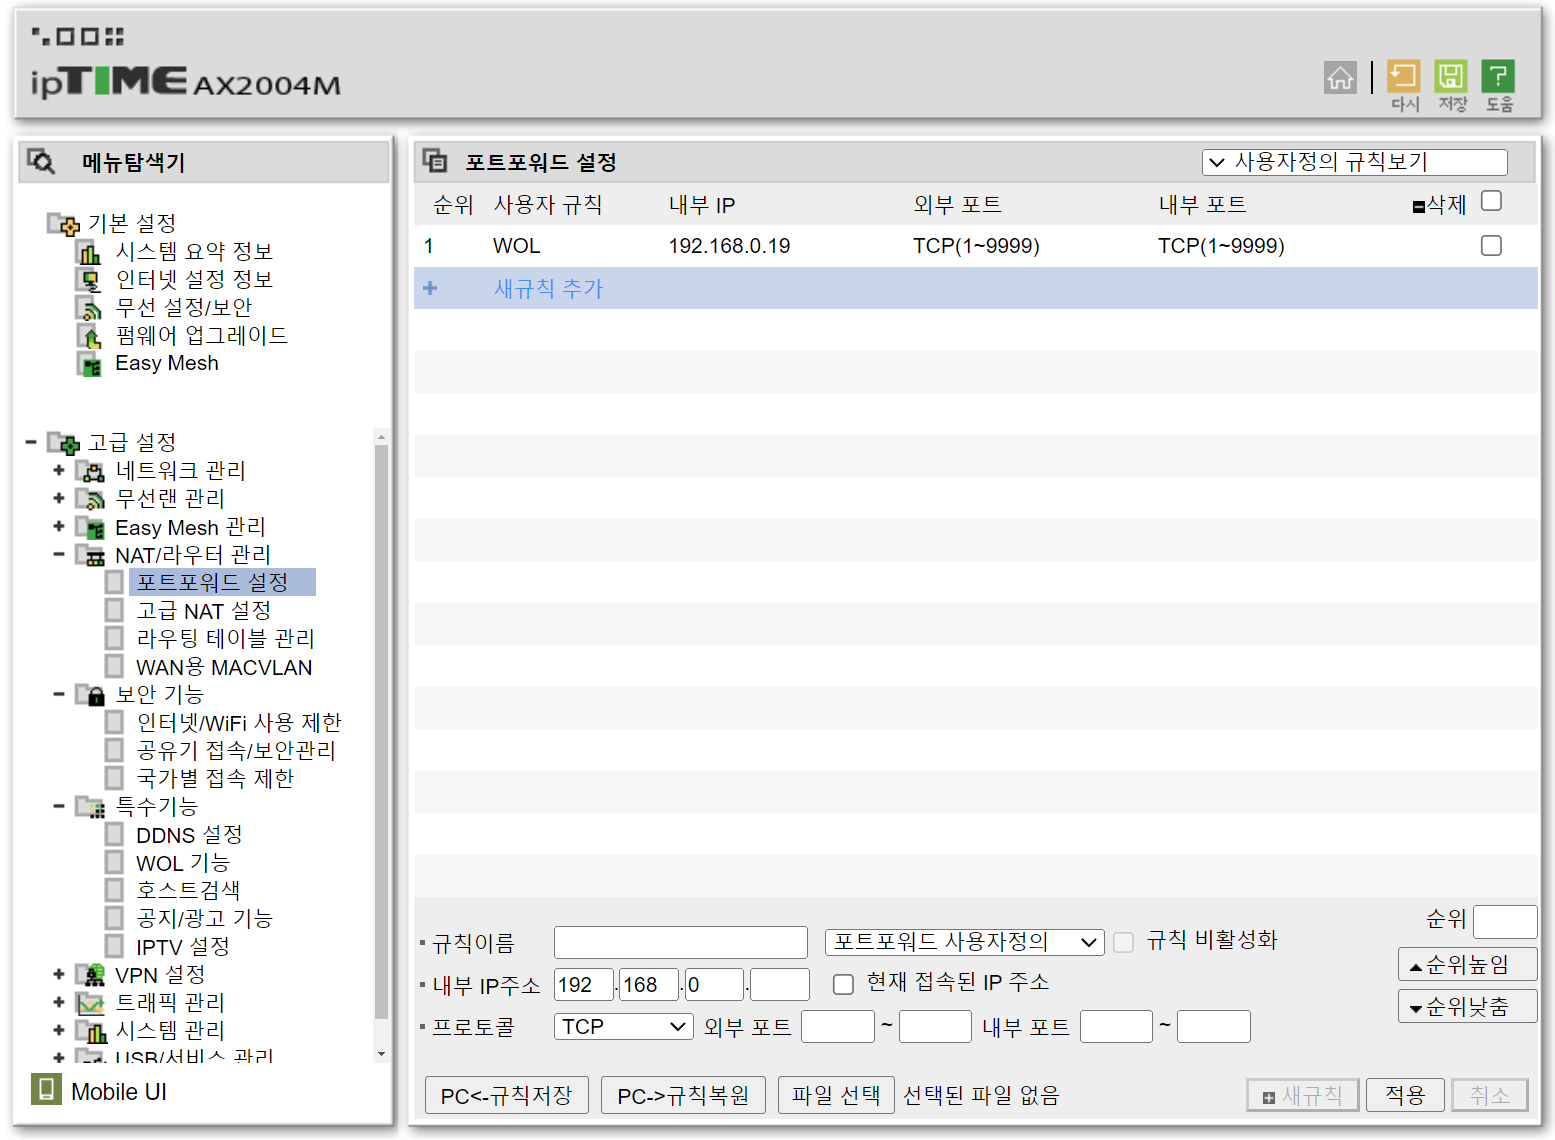 ipTIME AX2004M
다시 저장 도움
메뉴탐색기
기본 설정
시스템 요약 정보
인터넷 설정 정보
무선 설정/보안
펌웨어 업그레이드
Easy Mesh
고급 설정
네트워크 관리
무선랜 관리
Easy Mesh 관리
NAT/라우터 관리
포트포워드 설정
고급 NAT 설정
라우팅 테이블 관리
WAN용 MACVLAN
보안 기능
인터넷/WiFi 사용 제한
공유기 접속/보안관리
국가별 접속 제한
특수기능
DDNS 설정
WOL 기능
호스트검색
공지/광고 기능
IPTV 설정
VPN 설정
트래픽 관리
시스템 관리
USB/서비스 관리
Mobile UI
포트포워드 설정 사용자정의 규칙보기
순위 사용자 규칙 내부 IP 외부 포트 내부 포트 삭제
1 WOL 192.168.0.19 TCP(1~9999) TCP(1~9999)
+ 새규칙 추가
순위
규칙이름 포트포워드 사용자정의 규칙 비활성화
순위높임
내부 IP주소 192 . 168 . 0 . 현재 접속된 IP 주소
순위낮춤
프로토콜 TCP 외부 포트 ~ 내부 포트 ~
PC<-규칙저장 PC->규칙복원 파일 선택 선택된 파일 없음 새규칙 적용 취소